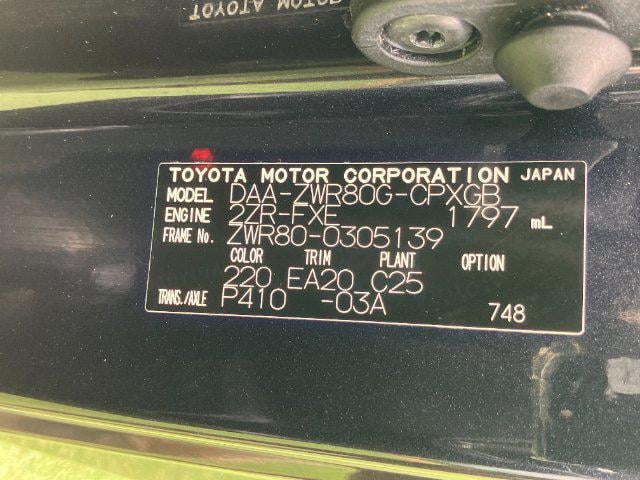 TOYOTA MOTOR CORPORATION JAPAN
MODEL DAA-ZWR80G-CPXGB
ENGINE 2ZR-FXE 1797 mL
FRAME No. ZWR80-0305139
COLOR TRIM PLANT OPTION
220 EA20 C25
TRANS./AXLE P410 -03A
748